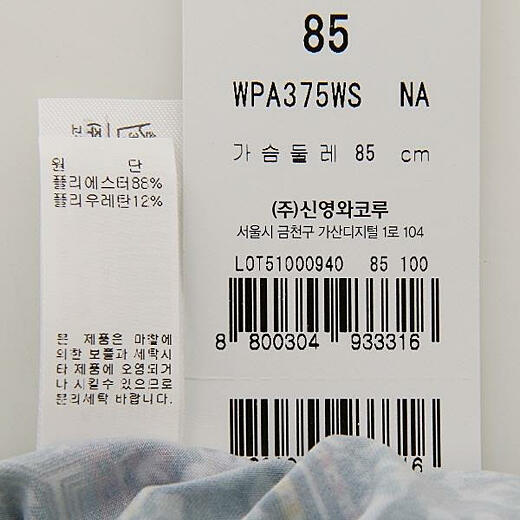 85
WPA375WS NA
가슴둘레 85 cm
(주)신영와코루
서울시 금천구 가산디지털 1로 104
LOT51000940 85 100
8 800304 933316
원 단
폴리에스터88%
폴리우레탄12%
본 제품은 마찰에
의한 보풀과 세탁시
타 제품에 오염되거
나 시킬수 있으므로
분리세탁 바랍니다.